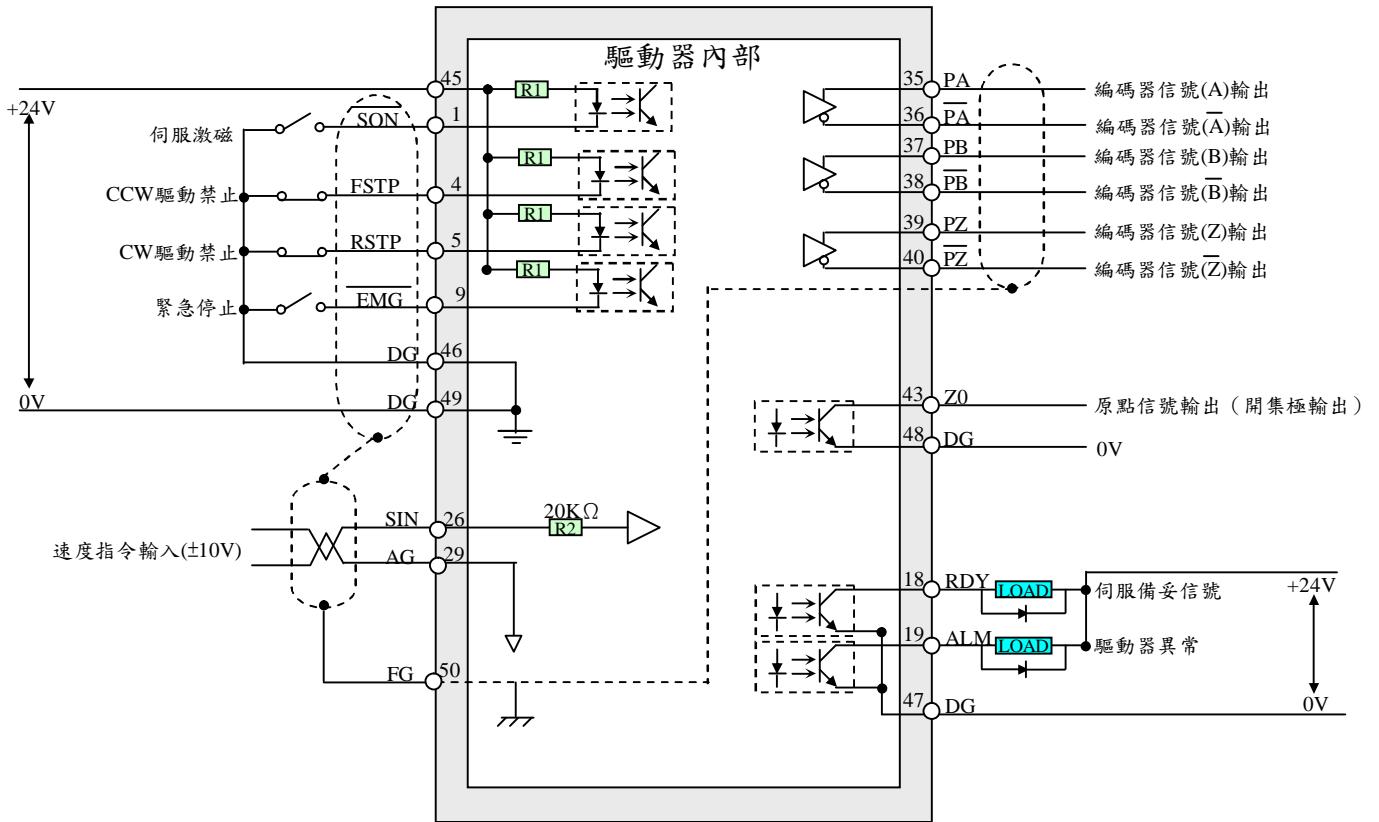 驅動器內部
+24V
45
R1
1
SON
伺服激磁
R1
CCW驅動禁止
FSTP
4
R1
CW驅動禁止
RSTP
5
R1
緊急停止
EMG
9
DG
46
0V
DG
49
速度指令輸入(±10V)
SIN
26
20KΩ
R2
AG
29
FG
50
35
PA
編碼器信號(A)輸出
36
P̅A̅
編碼器信號(A̅)輸出
37
PB
編碼器信號(B)輸出
38
P̅B̅
編碼器信號(B̅)輸出
39
PZ
編碼器信號(Z)輸出
40
P̅Z̅
編碼器信號(Z̅)輸出
43
Z0
原點信號輸出（開集極輸出）
48
DG
0V
18
RDY
LOAD
伺服備妥信號
+24V
19
ALM
LOAD
驅動器異常
47
DG
0V